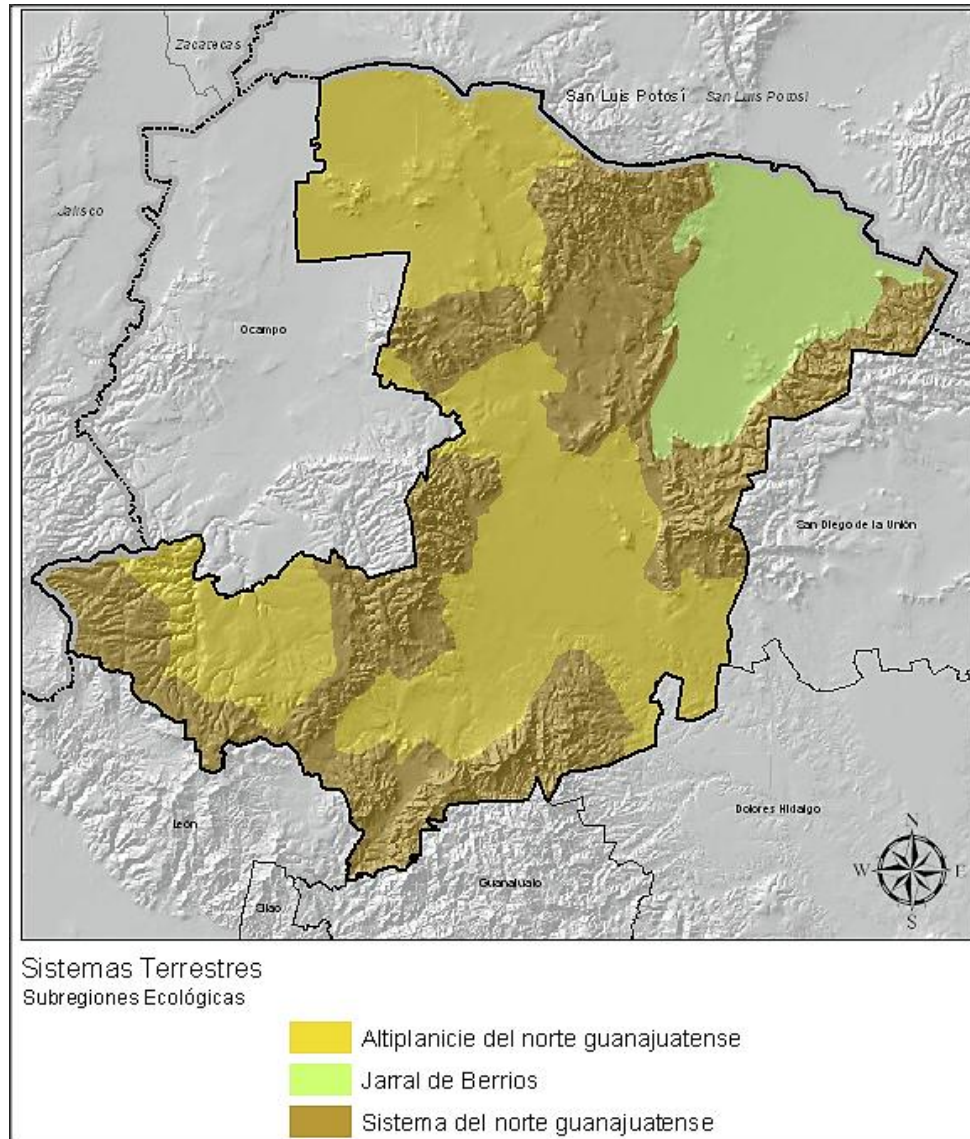 Zacatecas
San Luis Potosí San Luis Potosí
Jalisco
Ocampo
San Diego de la Unión
León
Dolores Hidalgo
Guanajuato
Silao
N
W E
S
Sistemas Terrestres
Subregiones Ecológicas
Altiplanicie del norte guanajuatense
Jarral de Berrios
Sistema del norte guanajuatense